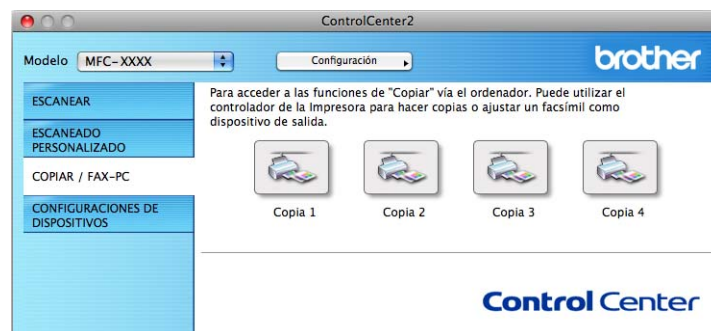 ControlCenter2
Modelo MFC-XXXX Configuración brother
ESCANEAR
ESCANEADO
PERSONALIZADO
COPIAR / FAX-PC
CONFIGURACIONES DE
DISPOSITIVOS
Para acceder a las funciones de "Copiar" vía el ordenador. Puede utilizar el
controlador de la Impresora para hacer copias o ajustar un facsímil como
dispositivo de salida.
Copia 1 Copia 2 Copia 3 Copia 4
Control Center